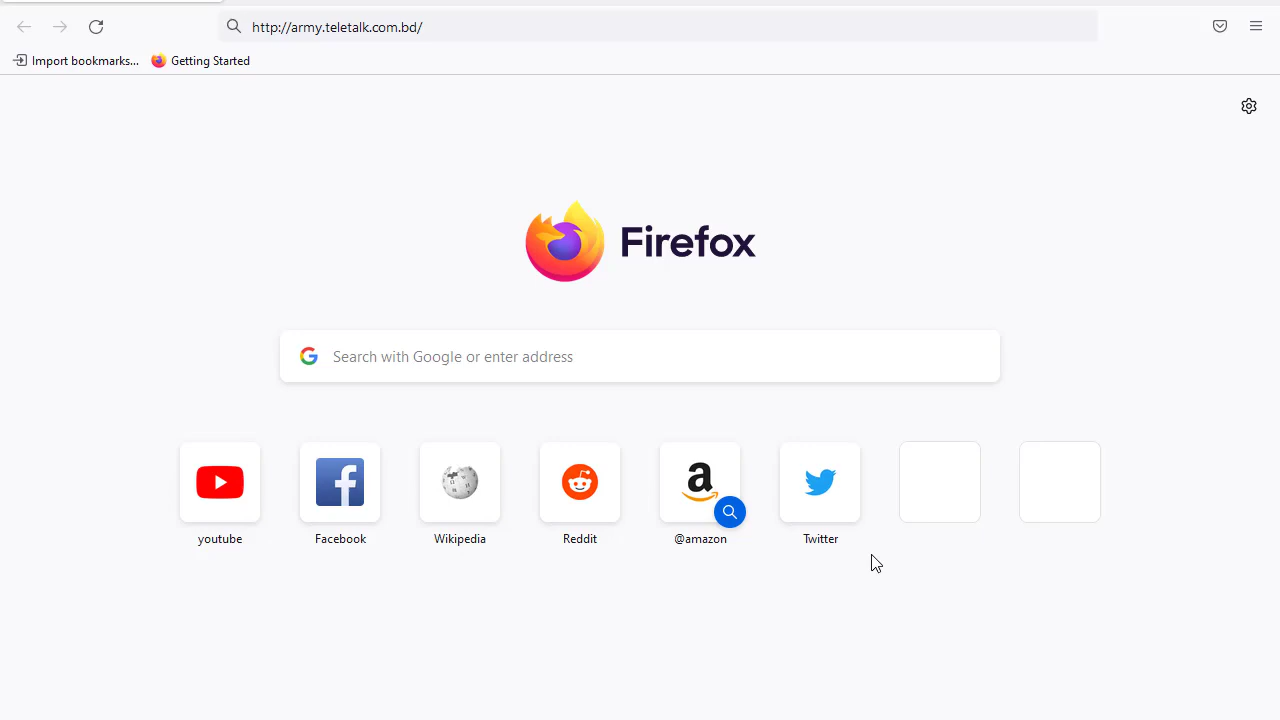 http://army.teletalk.com.bd/
Import bookmarks... Getting Started
Firefox
Search with Google or enter address
youtube Facebook Wikipedia Reddit @amazon Twitter